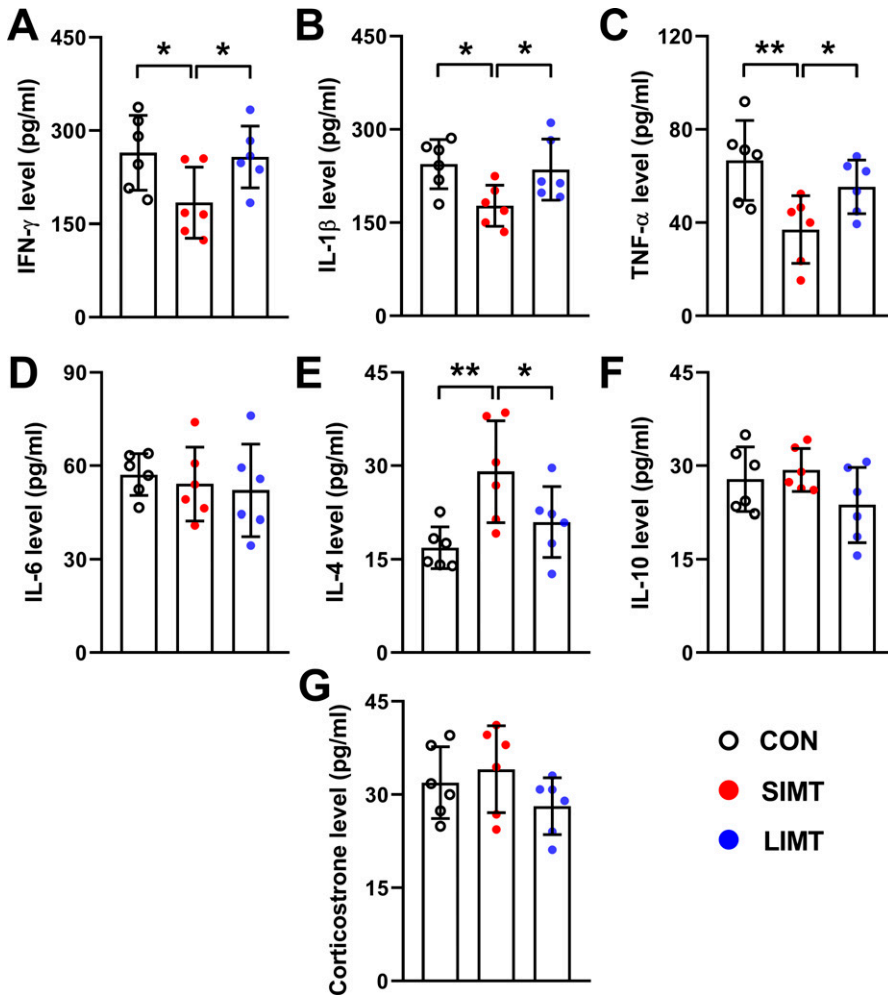 A
IFN-γ level (pg/ml)
450
300
150
0
* *
B
IL-1β level (pg/ml)
450
300
150
0
* *
C
TNF-α level (pg/ml)
120
80
40
0
** *
D
IL-6 level (pg/ml)
90
60
30
0
E
IL-4 level (pg/ml)
45
30
15
0
** *
F
IL-10 level (pg/ml)
45
30
15
0
G
Corticostrone level (pg/ml)
45
30
15
0
CON
SIMT
LIMT